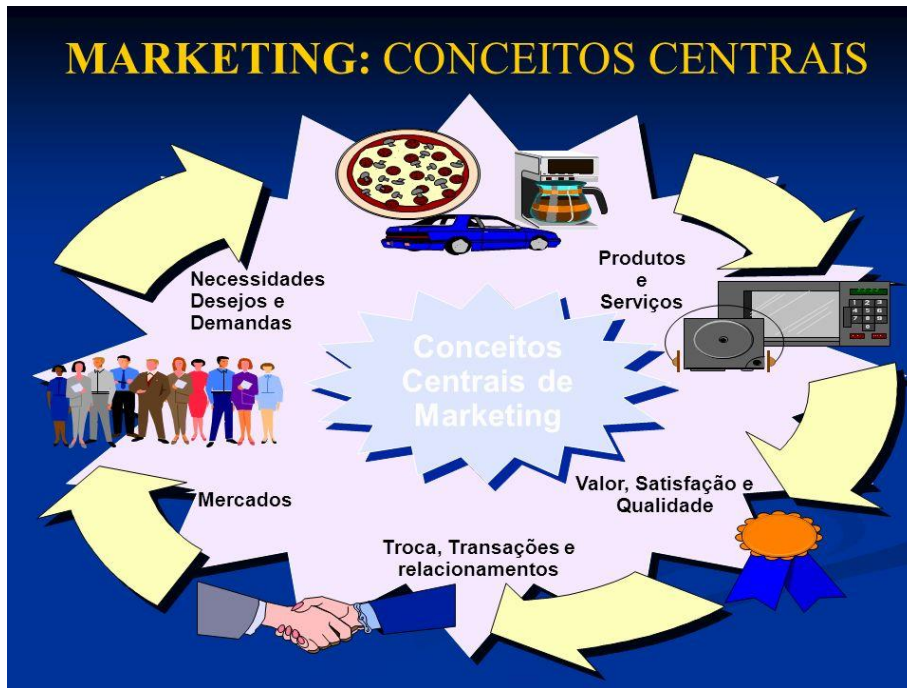 MARKETING: CONCEITOS CENTRAIS
Necessidades
Desejos e
Demandas
Produtos
e
Serviços
Conceitos
Centrais de
Marketing
Valor, Satisfação e
Qualidade
Troca, Transações e
relacionamentos
Mercados